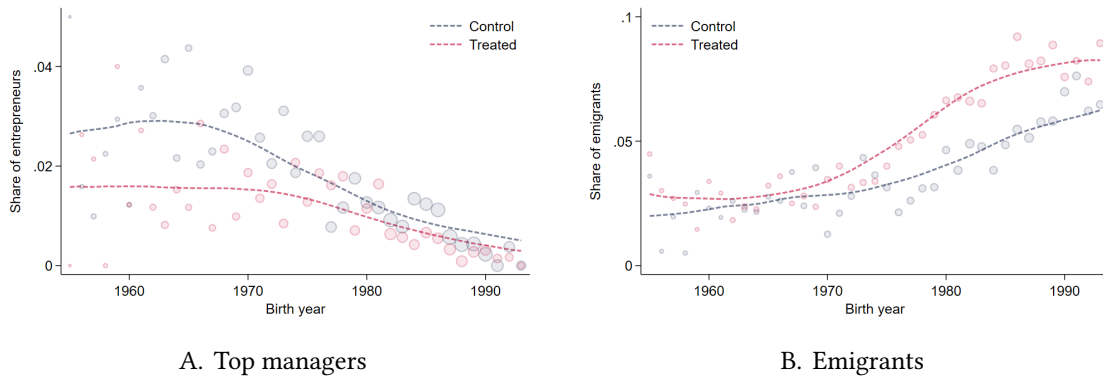 Control
Treated
.04
.02
0
Share of entrepreneurs
1960
1970
1980
1990
Birth year
A. Top managers
Control
Treated
.1
.05
0
Share of emigrants
1960
1970
1980
1990
Birth year
B. Emigrants